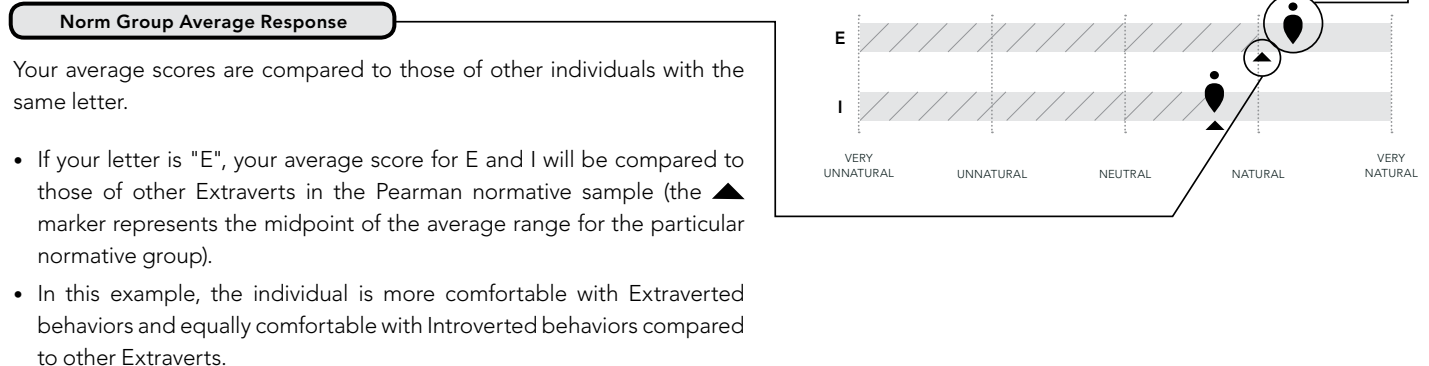 Norm Group Average Response
Your average scores are compared to those of other individuals with the
same letter.
• If your letter is "E", your average score for E and I will be compared to
those of other Extraverts in the Pearman normative sample (the ▲
marker represents the midpoint of the average range for the particular
normative group).
• In this example, the individual is more comfortable with Extraverted
behaviors and equally comfortable with Introverted behaviors compared
to other Extraverts.
E
I
VERY UNNATURAL
UNNATURAL
NEUTRAL
NATURAL
VERY NATURAL